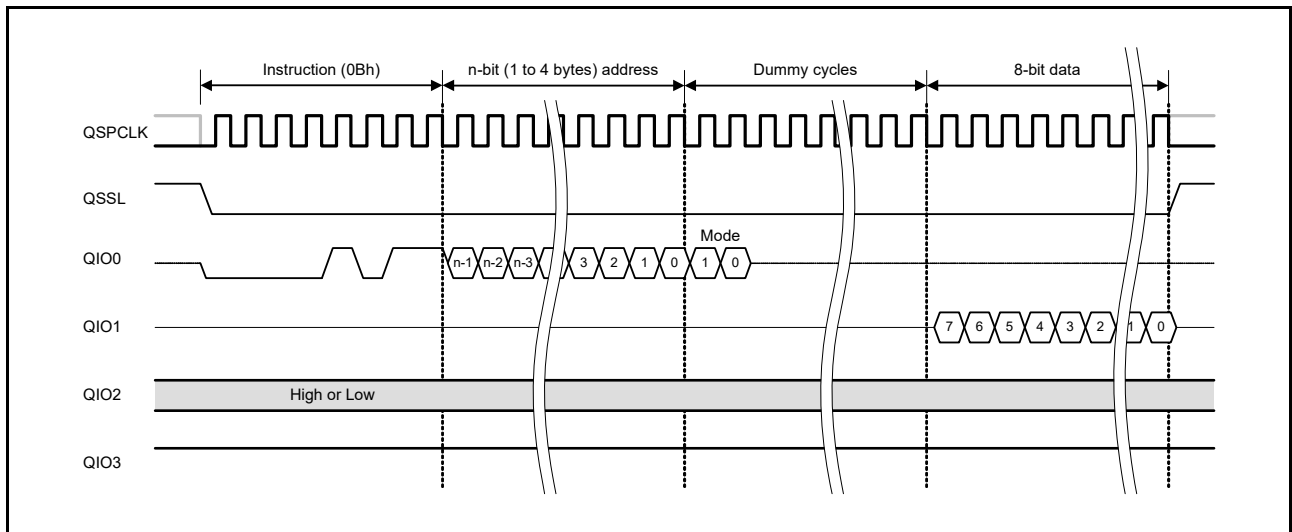 Instruction (0Bh) n-bit (1 to 4 bytes) address Dummy cycles 8-bit data
QSPCLK
QSSL
Mode
QIO0 n-1 n-2 n-3 3 2 1 0 1 0
QIO1 7 6 5 4 3 2 1 0
QIO2 High or Low
QIO3